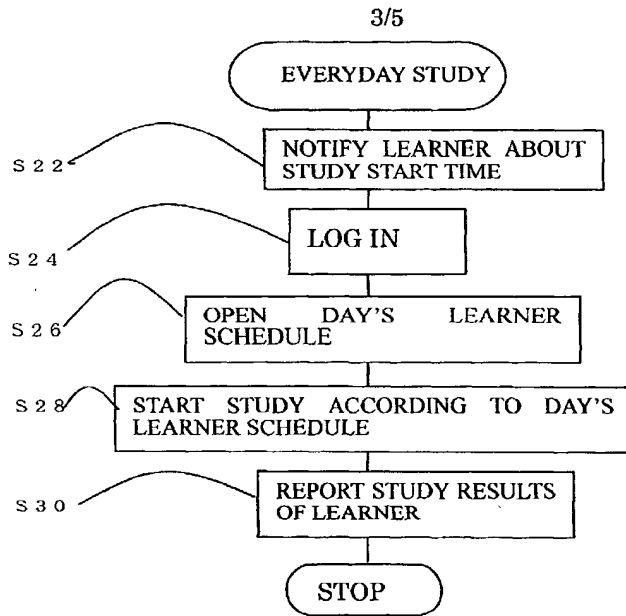 3/5
EVERYDAY STUDY
S22
NOTIFY LEARNER ABOUT
STUDY START TIME
S24
LOG IN
S26
OPEN DAY'S LEARNER
SCHEDULE
S28
START STUDY ACCORDING TO DAY'S
LEARNER SCHEDULE
S30
REPORT STUDY RESULTS
OF LEARNER
STOP